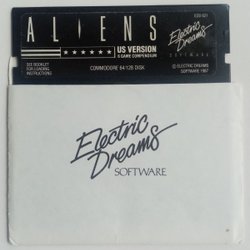 ALIENS
US VERSION
5 GAME COMPENDIUM
SEE BOOKLET
FOR LOADING
INSTRUCTIONS
COMMODORE 64/128 DISK
Electric
Dreams
SOFTWARE
© ELECTRIC DREAMS
SOFTWARE 1987
Electric
Dreams
SOFTWARE